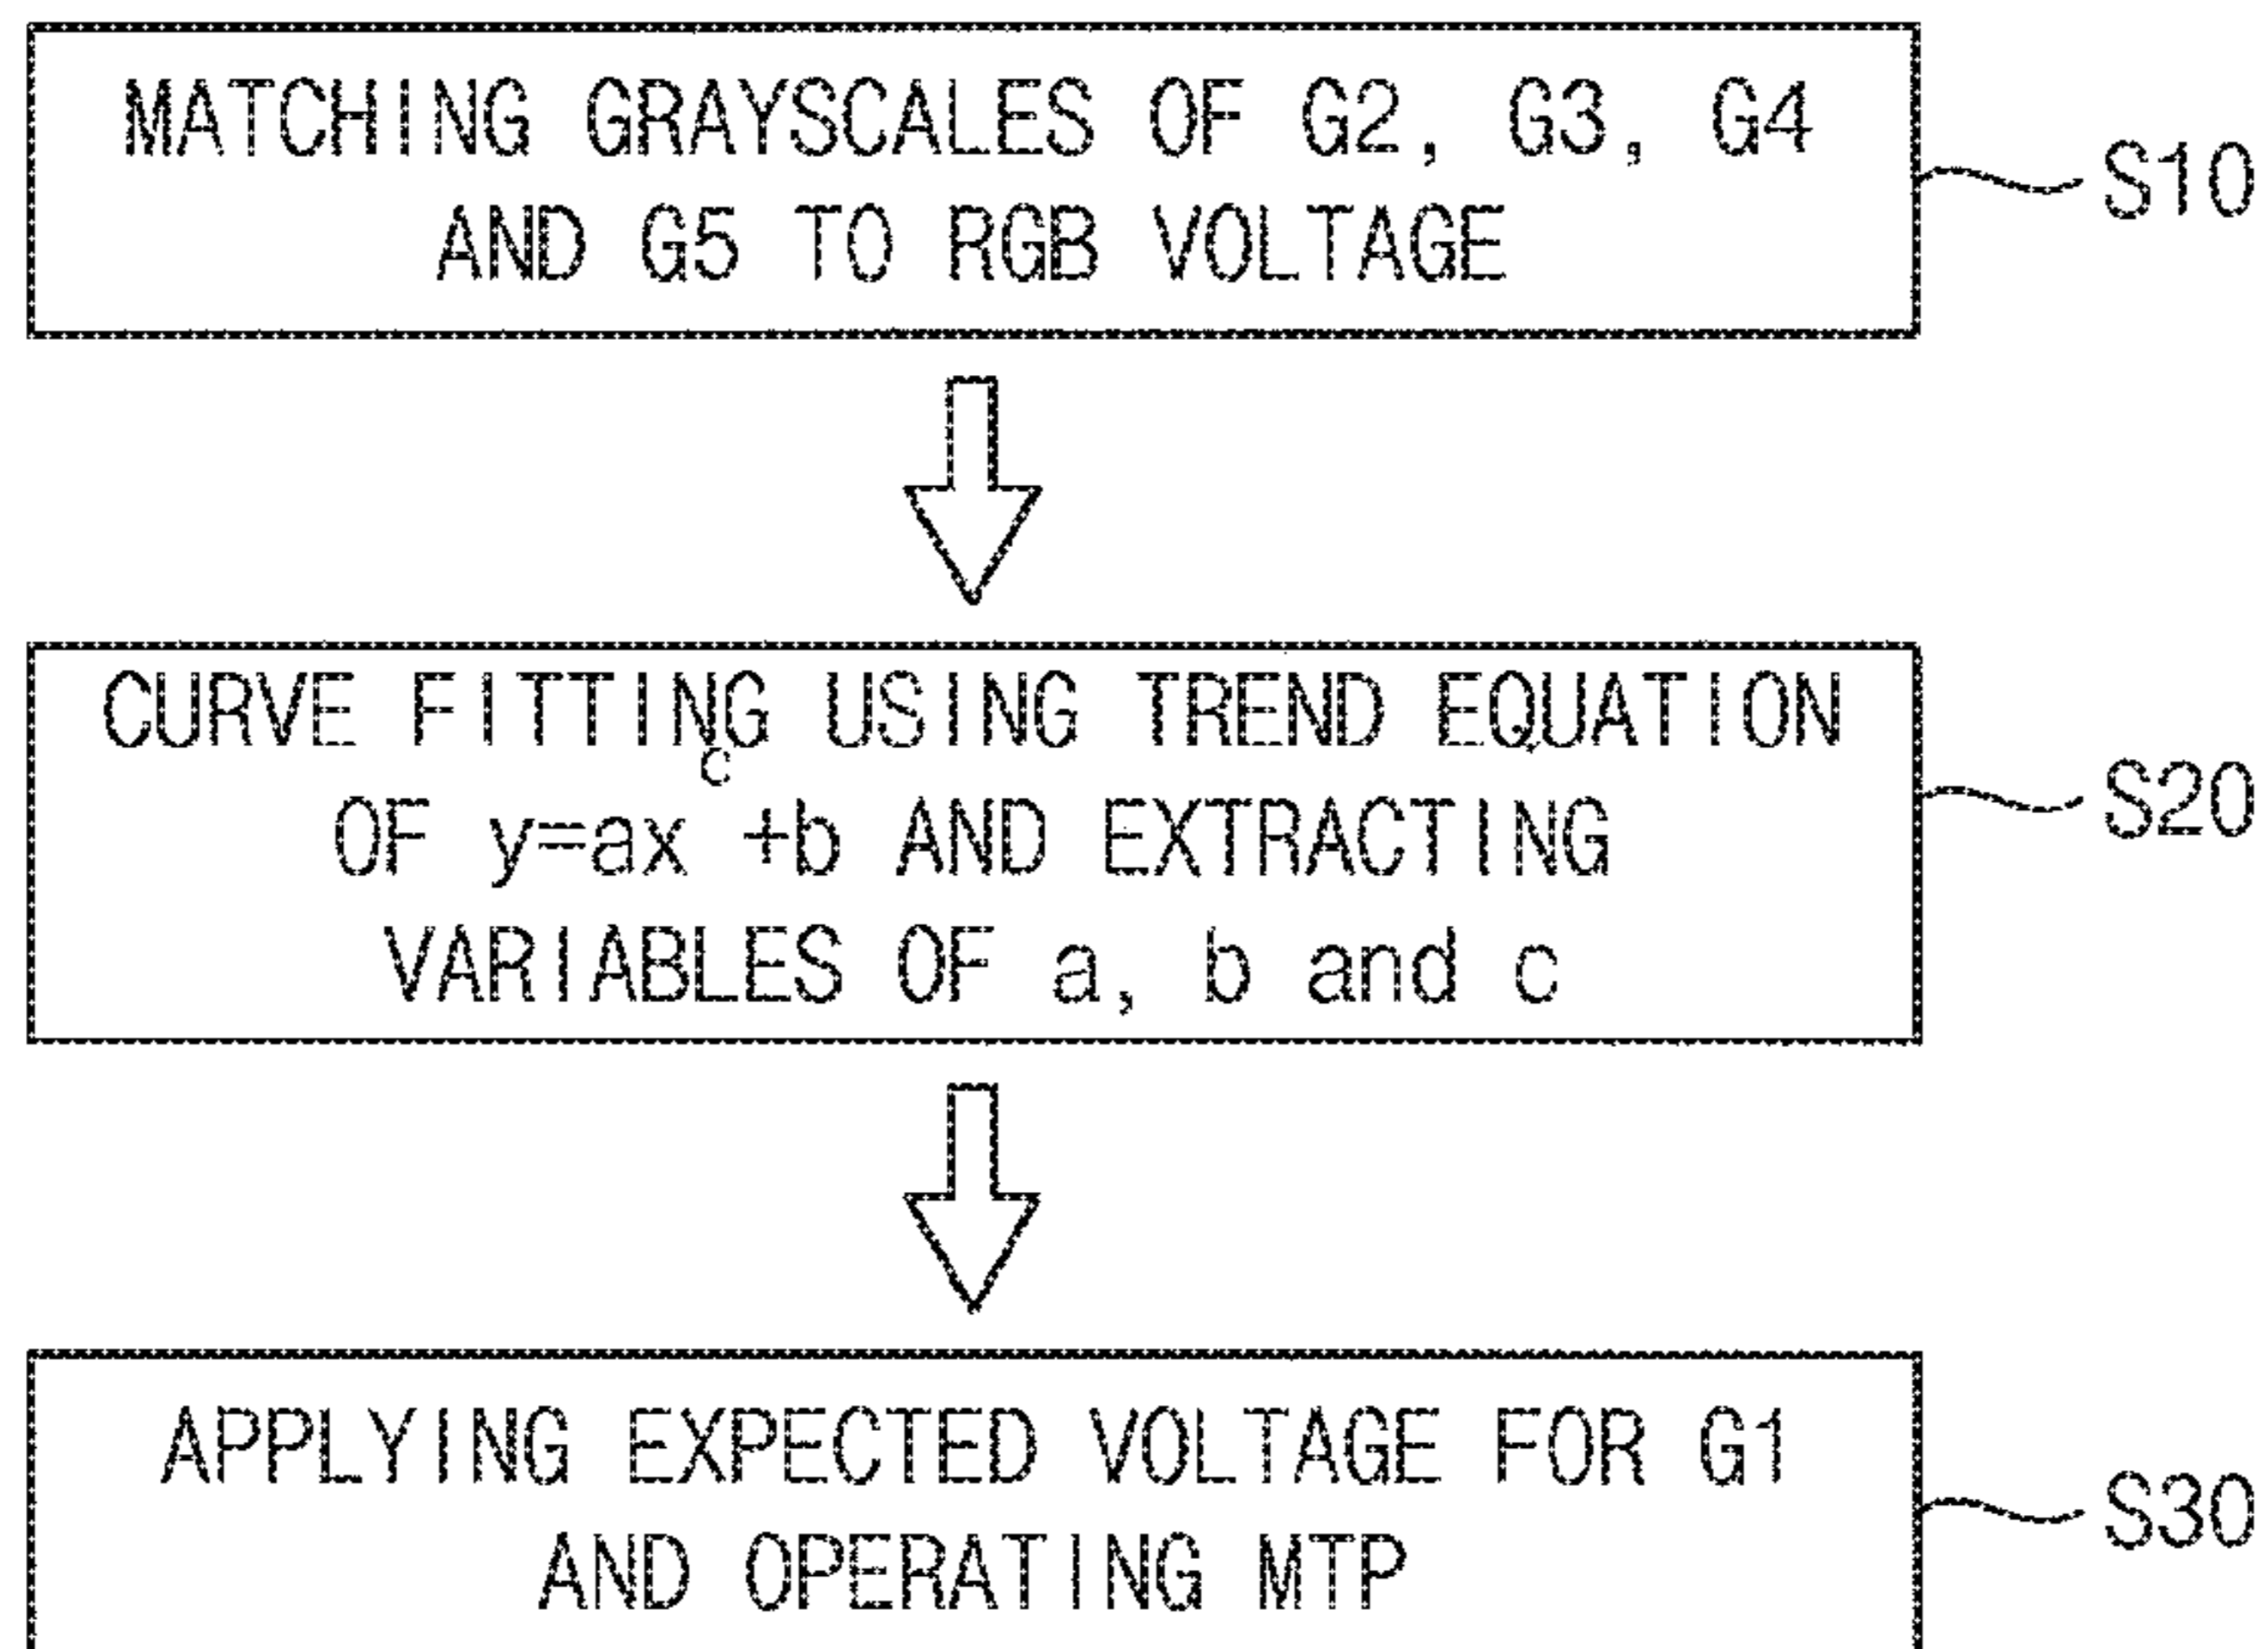 MATCHING GRAYSCALES OF G2, G3, G4
AND G5 TO RGB VOLTAGE
S10
CURVE FITTING USING TREND EQUATION
OF y=ax^c +b AND EXTRACTING
VARIABLES OF a, b and c
S20
APPLYING EXPECTED VOLTAGE FOR G1
AND OPERATING MTP
S30